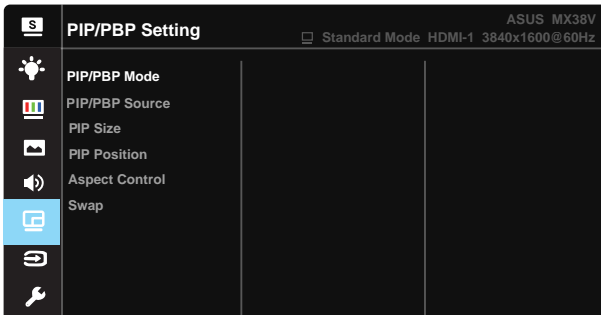 S
PIP/PBP Setting
ASUS MX38V
Standard Mode HDMI-1 3840x1600@60Hz
PIP/PBP Mode
PIP/PBP Source
PIP Size
PIP Position
Aspect Control
Swap